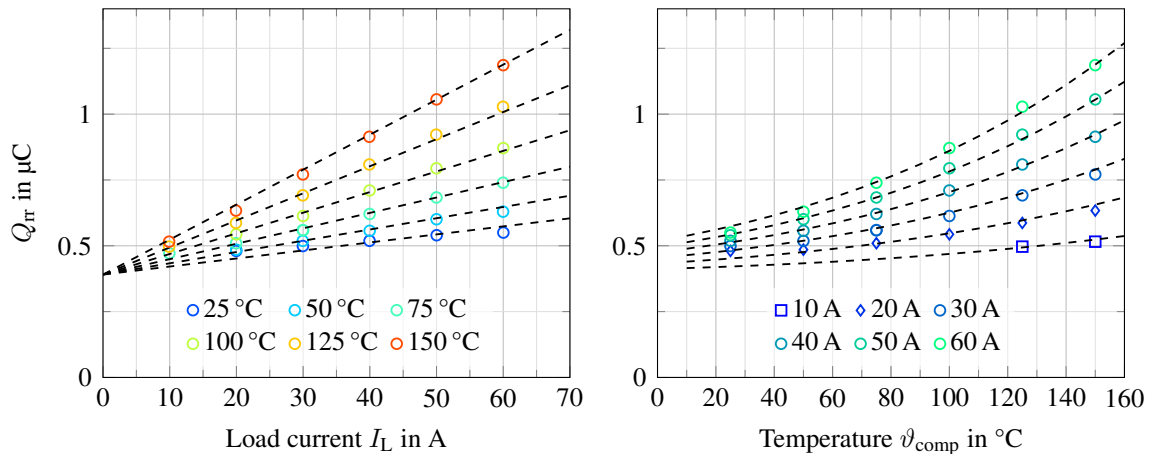 Q_rr in µC
1
0.5
0
25 °C 50 °C 75 °C
100 °C 125 °C 150 °C
0 10 20 30 40 50 60 70
Load current I_L in A
1
0.5
0
10 A 20 A 30 A
40 A 50 A 60 A
20 40 60 80 100 120 140 160
Temperature ϑ_comp in °C